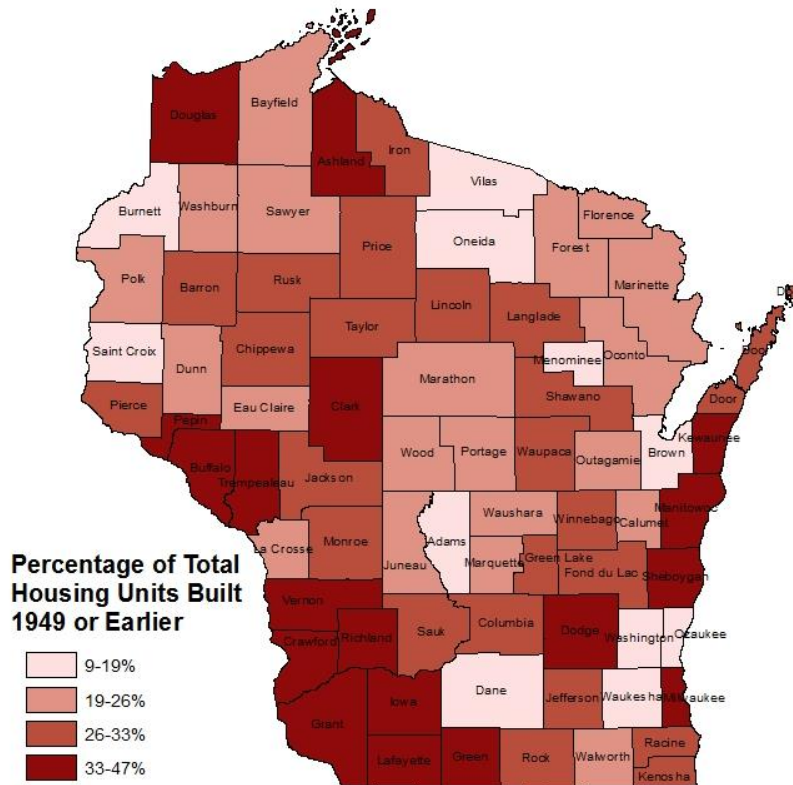 Douglas
Bayfield
Iron
Ashland
Vilas
Burnett
Washburn
Sawyer
Oneida
Florence
Forest
Price
Polk
Barron
Rusk
Marinette
D
Lincoln
Langlade
Taylor
Saint Croix
Chippewa
Door
Menominee
Oconto
Dunn
Marathon
Shawano
Pierce
Eau Claire
Clark
Door
Pepin
Kewaunee
Wood
Portage
Waupaca
Outagamie
Brown
Buffalo
Trempealeau
Jackson
Manitowoc
Waushara
Winnebago
Calumet
La Crosse
Monroe
Adams
Juneau
Marquette
Green Lake
Fond du Lac
Sheboygan
Percentage of Total
Housing Units Built
1949 or Earlier
9-19%
19-26%
26-33%
33-47%
Vernon
Crawford
Richland
Sauk
Columbia
Dodge
Washington
Ozaukee
Dane
Jefferson
Waukesha
Milwaukee
Iowa
Grant
Lafayette
Green
Rock
Walworth
Racine
Kenosha